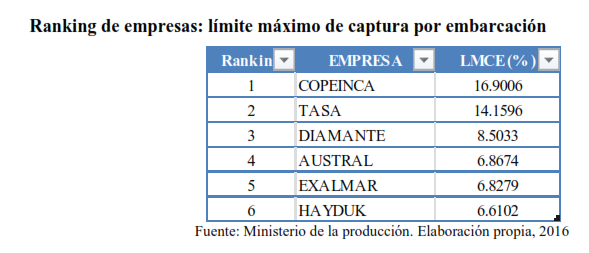 Ranking de empresas: límite máximo de captura por embarcación
Rankin EMPRESA LMCE (%)
1 COPEINCA 16.9006
2 TASA 14.1596
3 DIAMANTE 8.5033
4 AUSTRAL 6.8674
5 EXALMAR 6.8279
6 HAYDUK 6.6102
Fuente: Ministerio de la producción. Elaboración propia, 2016